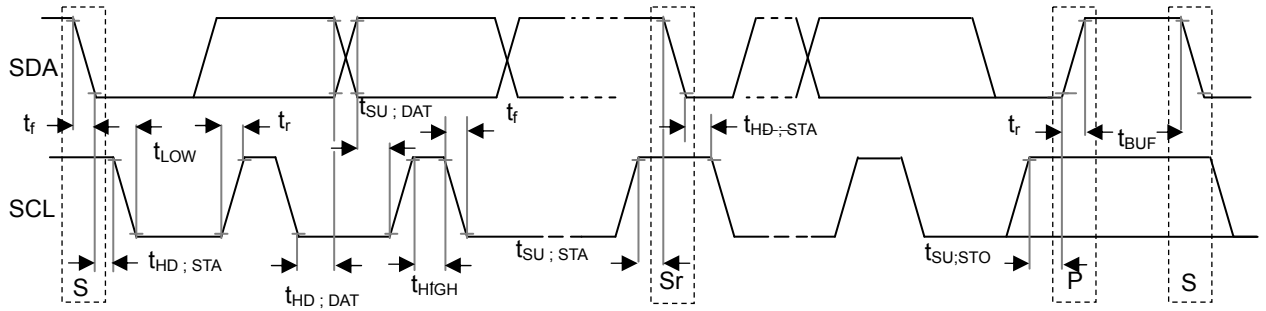 SDA
t_f
t_LOW
t_r
t_SU ; DAT
t_f
t_HD ; STA
t_r
t_BUF
SCL
t_HD ; STA
t_HD ; DAT
t_HIGH
t_SU ; STA
t_SU;STO
S
Sr
P
S